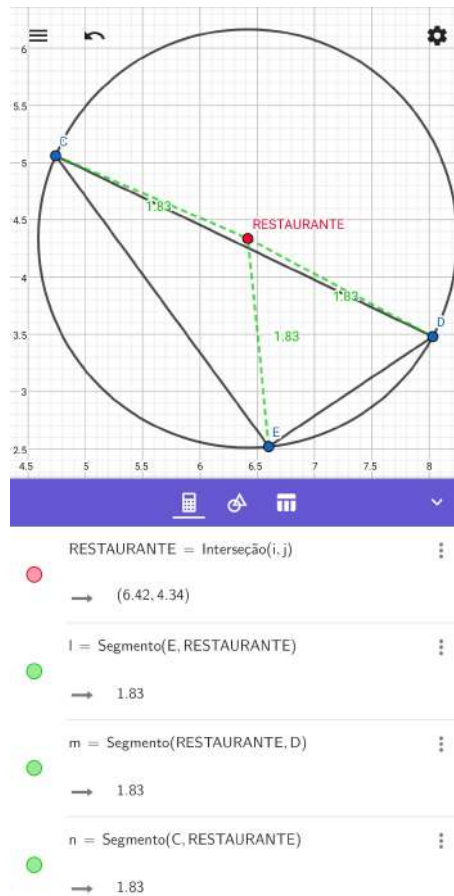 6
C
5.5
5
1.83
RESTAURANTE
4.5
4
1.83
D
3.5
1.83
3
E
2.5
4.5 5 5.5 6 6.5 7 7.5 8
RESTAURANTE = Interseção(i, j)
→ (6.42, 4.34)
l = Segmento(E, RESTAURANTE)
→ 1.83
m = Segmento(RESTAURANTE, D)
→ 1.83
n = Segmento(C, RESTAURANTE)
→ 1.83